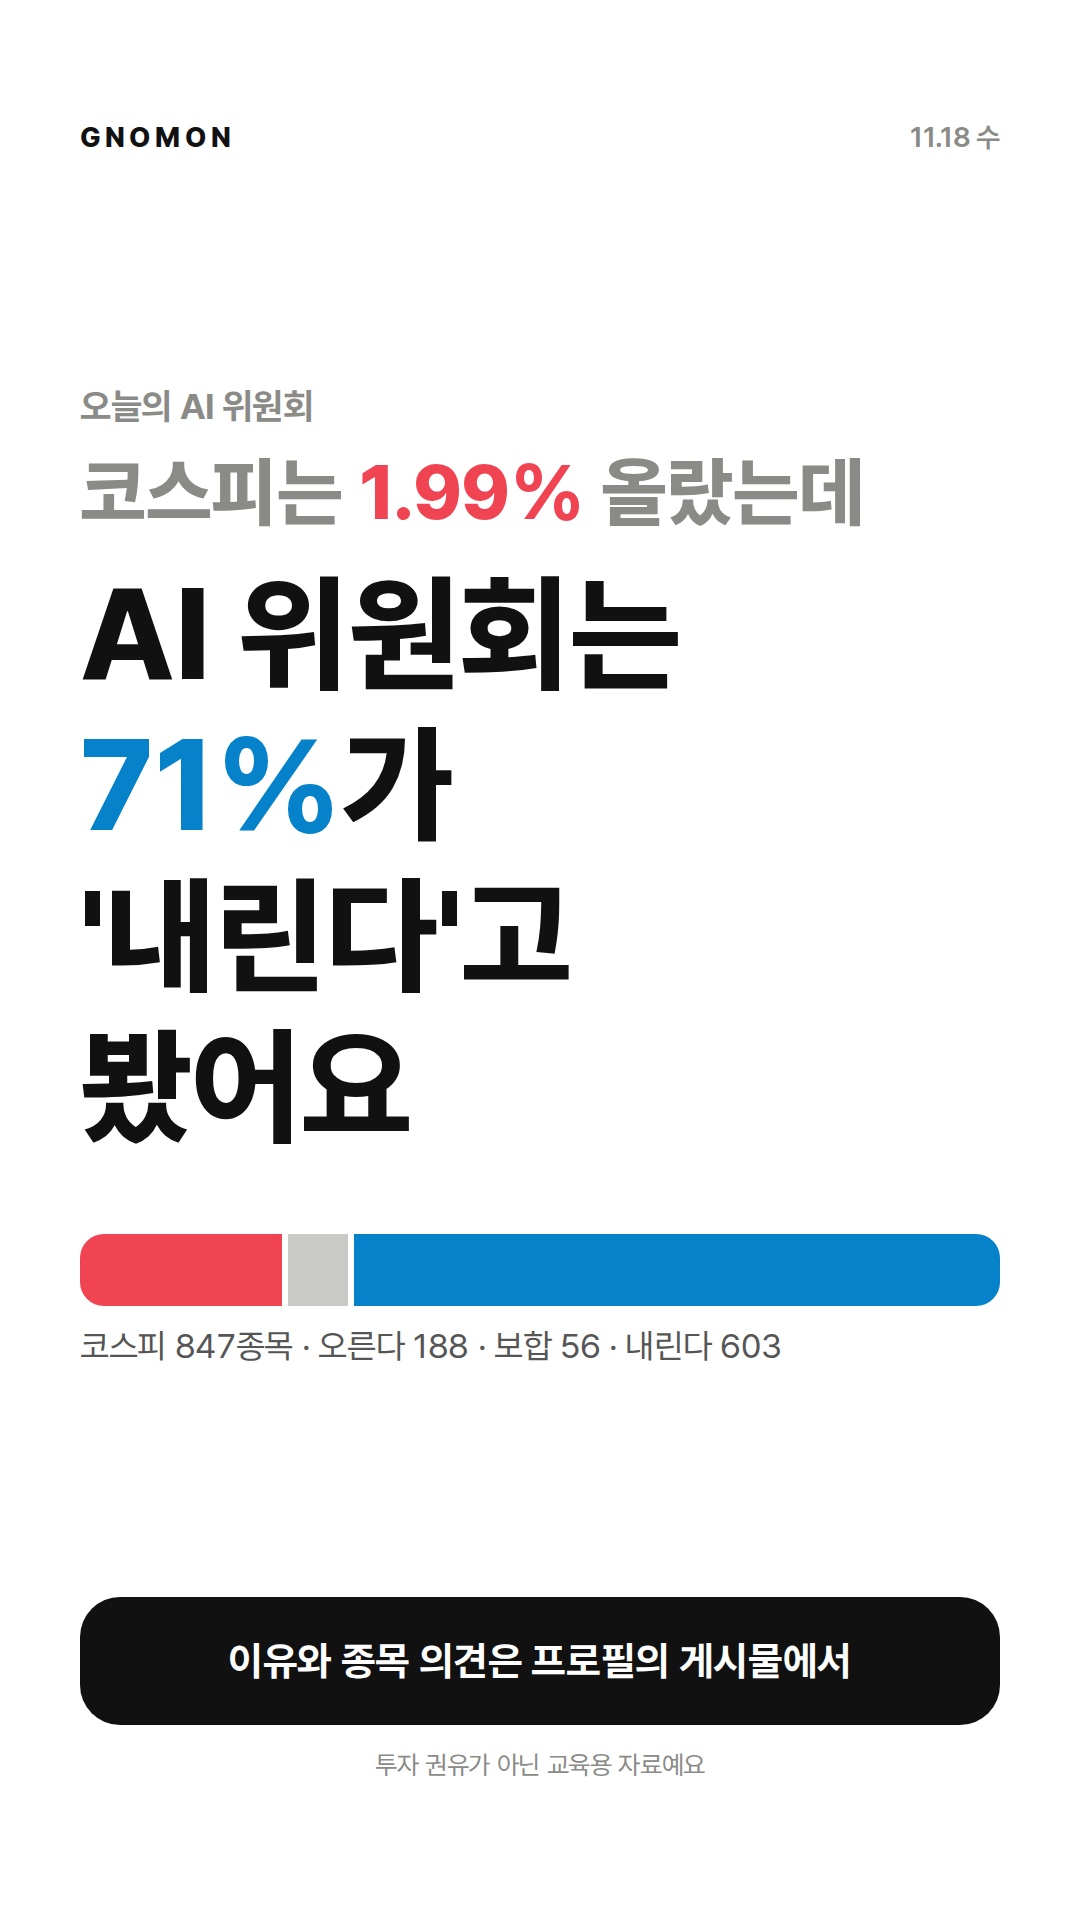 GNOMON
11.18 수
오늘의 AI 위원회
코스피는 1.99% 올랐는데
AI 위원회는
71%가
'내린다'고
봤어요
코스피 847종목 · 오른다 188 · 보합 56 · 내린다 603
이유와 종목 의견은 프로필의 게시물에서
투자 권유가 아닌 교육용 자료예요